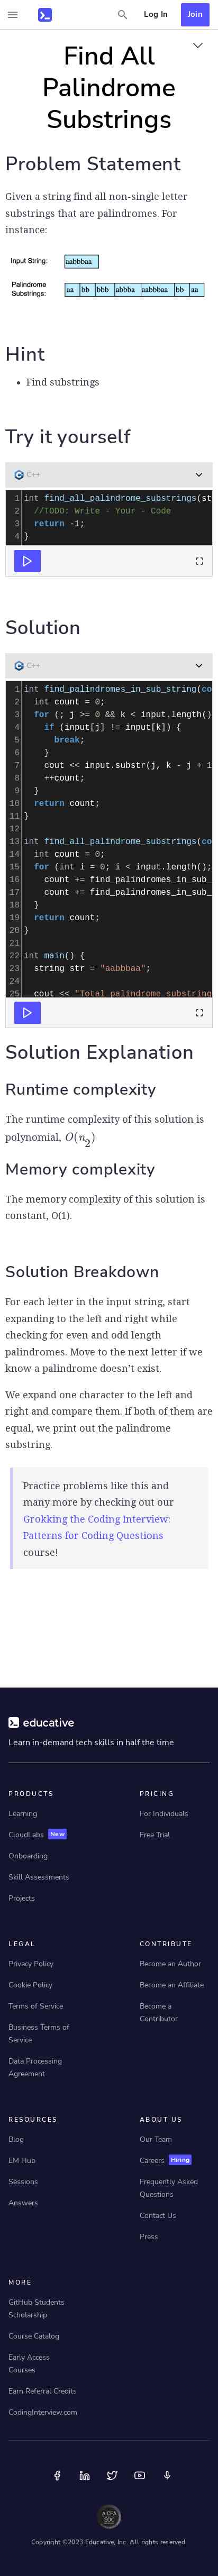 Log In
Join
Find All
Palindrome
Substrings
Problem Statement
Given a string find all non-single letter
substrings that are palindromes. For
instance:
Input String:
aabbbaa
Palindrome
Substrings:
aa bb bbb abbba aabbbaa bb aa
Hint
Find substrings
Try it yourself
C++
1 int find_all_palindrome_substrings(st
2 //TODO: Write - Your - Code
3 return -1;
4 }
Solution
C++
1 int find_palindromes_in_sub_string(co
2 int count = 0;
3 for (; j >= 0 && k < input.length()
4 if (input[j] != input[k]) {
5 break;
6 }
7 cout << input.substr(j, k - j + 1
8 ++count;
9 }
10 return count;
11 }
12
13 int find_all_palindrome_substrings(co
14 int count = 0;
15 for (int i = 0; i < input.length();
16 count += find_palindromes_in_sub_
17 count += find_palindromes_in_sub_
18 }
19 return count;
20 }
21
22 int main() {
23 string str = "aabbbaa";
24
25 cout << "Total palindrome substring
Solution Explanation
Runtime complexity
The runtime complexity of this solution is
polynomial, O(n2)
Memory complexity
The memory complexity of this solution is
constant, O(1).
Solution Breakdown
For each letter in the input string, start
expanding to the left and right while
checking for even and odd length
palindromes. Move to the next letter if we
know a palindrome doesn’t exist.
We expand one character to the left and
right and compare them. If both of them are
equal, we print out the palindrome
substring.
Practice problems like this and
many more by checking out our
Grokking the Coding Interview:
Patterns for Coding Questions
course!
educative
Learn in-demand tech skills in half the time
PRODUCTS
Learning
CloudLabs New
Onboarding
Skill Assessments
Projects
PRICING
For Individuals
Free Trial
LEGAL
Privacy Policy
Cookie Policy
Terms of Service
Business Terms of
Service
Data Processing
Agreement
CONTRIBUTE
Become an Author
Become an Affiliate
Become a
Contributor
RESOURCES
Blog
EM Hub
Sessions
Answers
ABOUT US
Our Team
Careers Hiring
Frequently Asked
Questions
Contact Us
Press
MORE
GitHub Students
Scholarship
Course Catalog
Early Access
Courses
Earn Referral Credits
CodingInterview.com
AICPA
SOC
Copyright ©2023 Educative, Inc. All rights reserved.